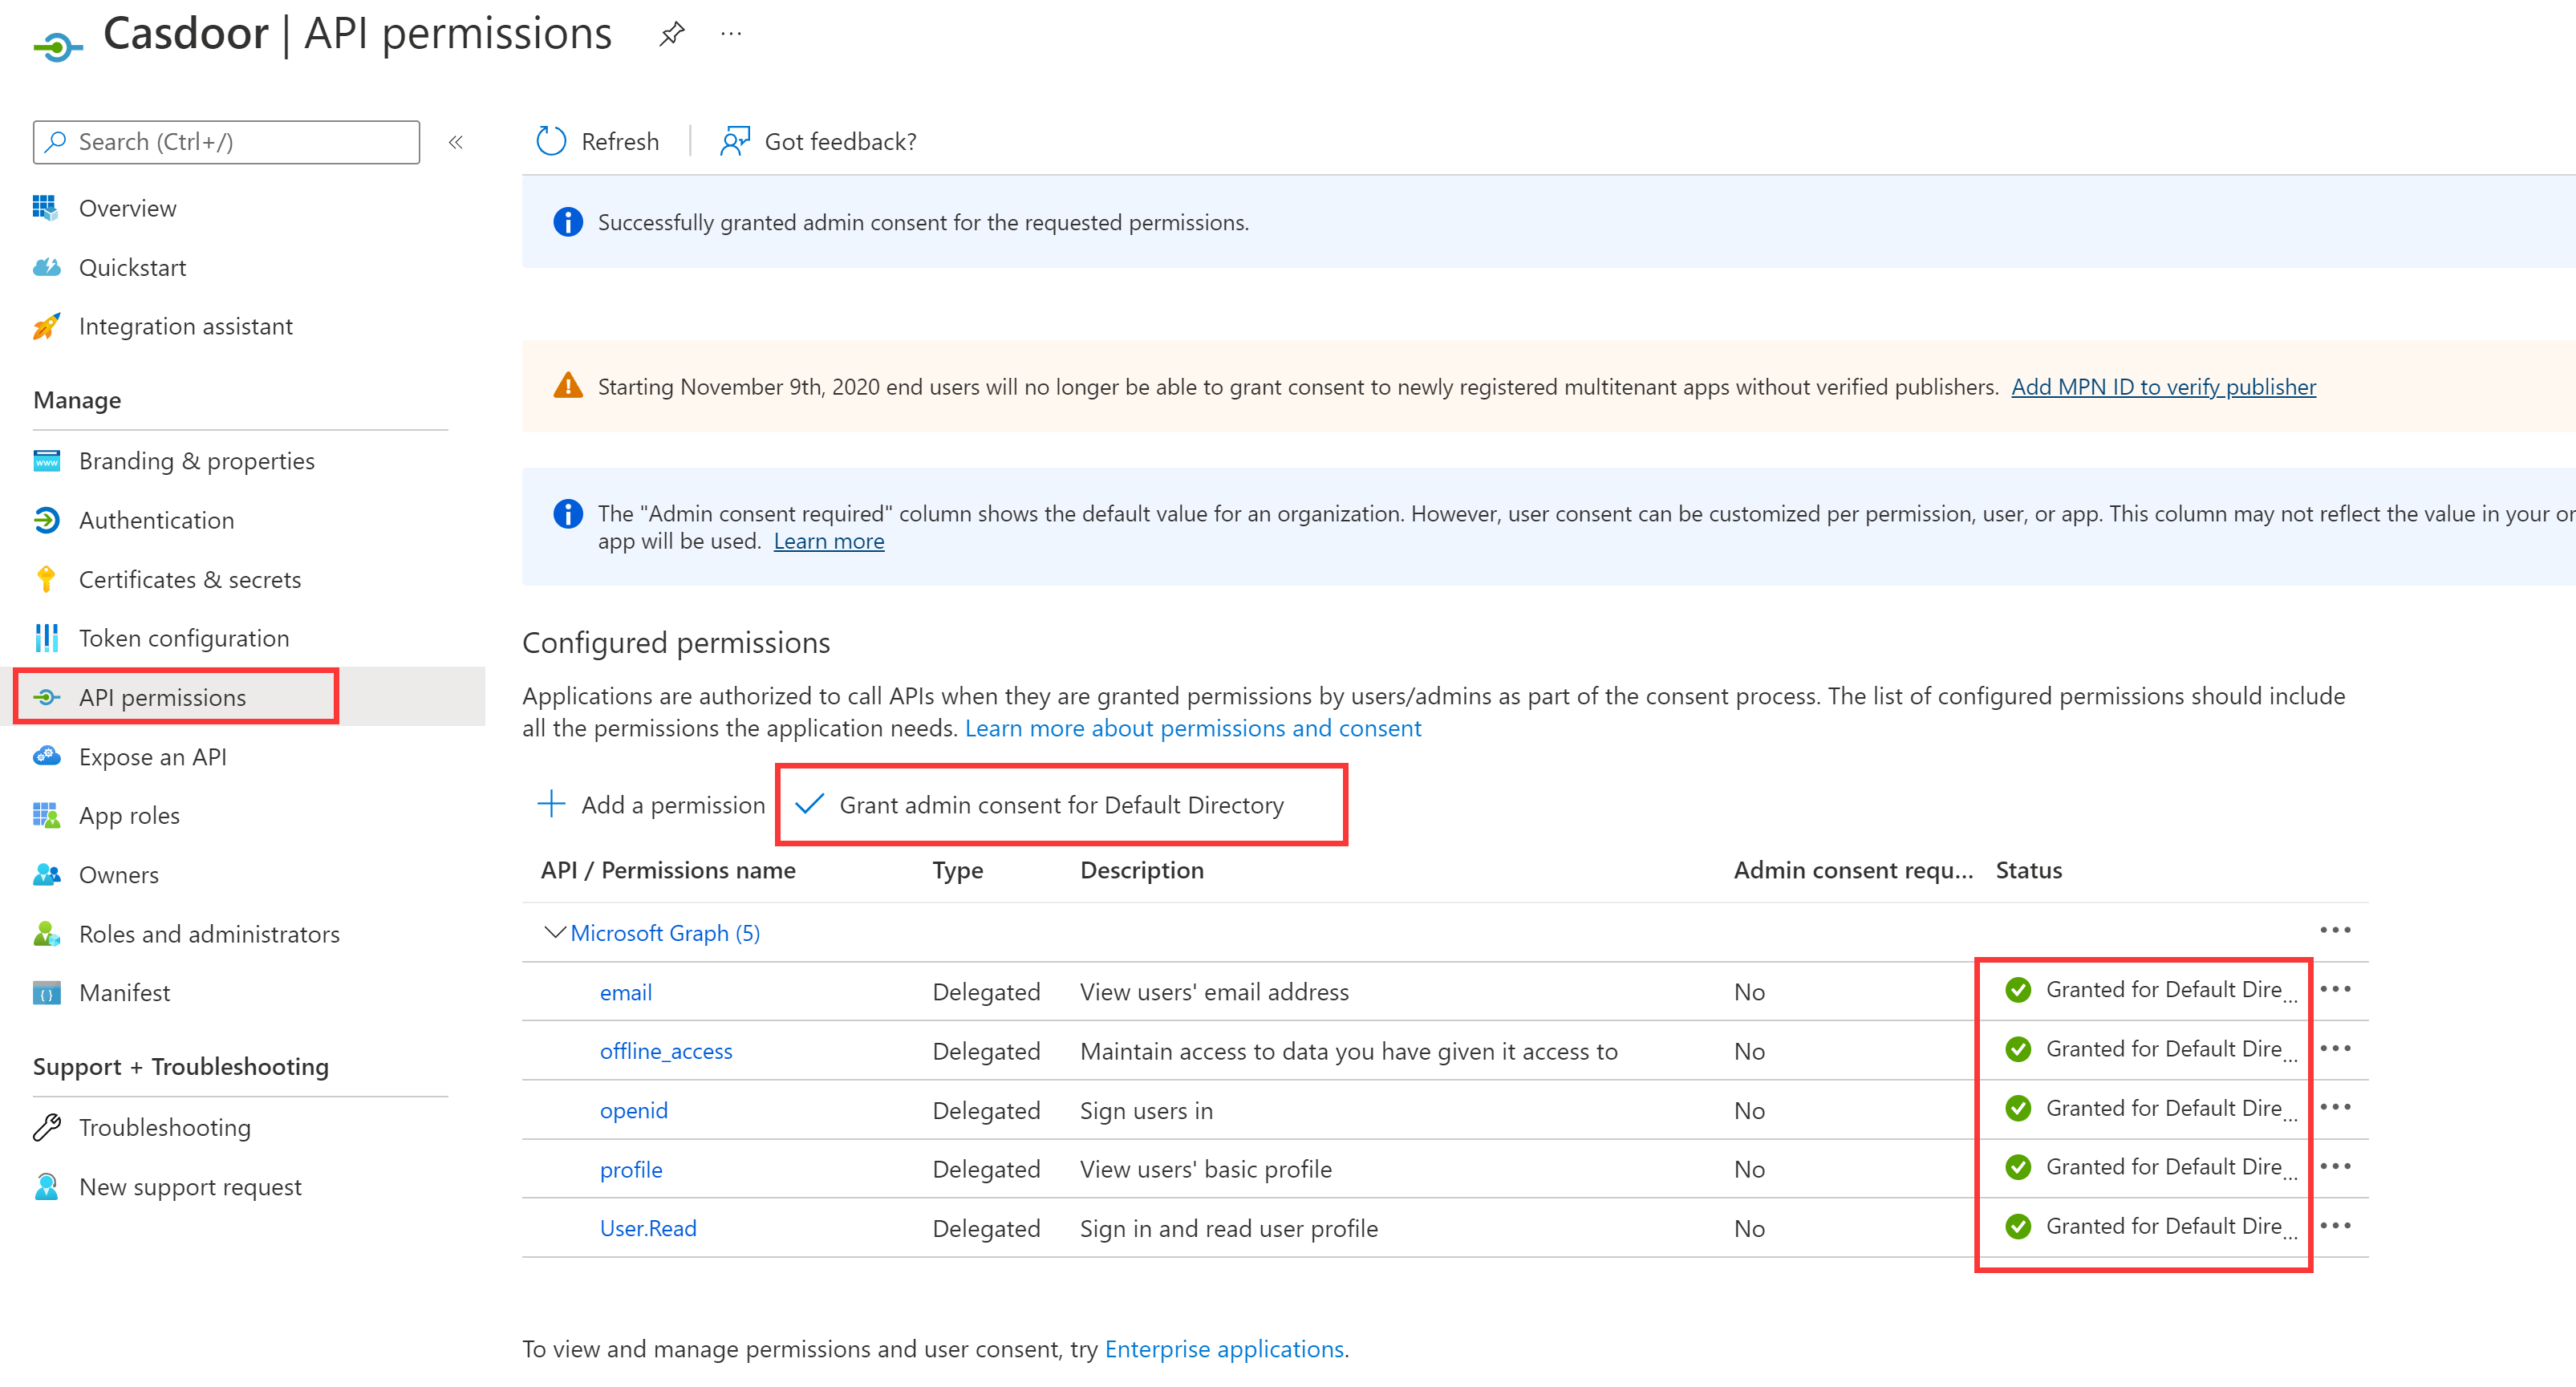 Casdoor | API permissions ...
Search (Ctrl+/)
«
Refresh
Got feedback?
Overview
Quickstart
Integration assistant
Manage
Branding & properties
Authentication
Certificates & secrets
Token configuration
API permissions
Expose an API
App roles
Owners
Roles and administrators
Manifest
Support + Troubleshooting
Troubleshooting
New support request
Successfully granted admin consent for the requested permissions.
Starting November 9th, 2020 end users will no longer be able to grant consent to newly registered multitenant apps without verified publishers. Add MPN ID to verify publisher
The "Admin consent required" column shows the default value for an organization. However, user consent can be customized per permission, user, or app. This column may not reflect the value in your or
app will be used. Learn more
Configured permissions
Applications are authorized to call APIs when they are granted permissions by users/admins as part of the consent process. The list of configured permissions should include
all the permissions the application needs. Learn more about permissions and consent
Add a permission Grant admin consent for Default Directory
API / Permissions name Type Description Admin consent requ... Status
Microsoft Graph (5) ...
email Delegated View users' email address No Granted for Default Dire... ...
offline_access Delegated Maintain access to data you have given it access to No Granted for Default Dire... ...
openid Delegated Sign users in No Granted for Default Dire... ...
profile Delegated View users' basic profile No Granted for Default Dire... ...
User.Read Delegated Sign in and read user profile No Granted for Default Dire... ...
To view and manage permissions and user consent, try Enterprise applications.